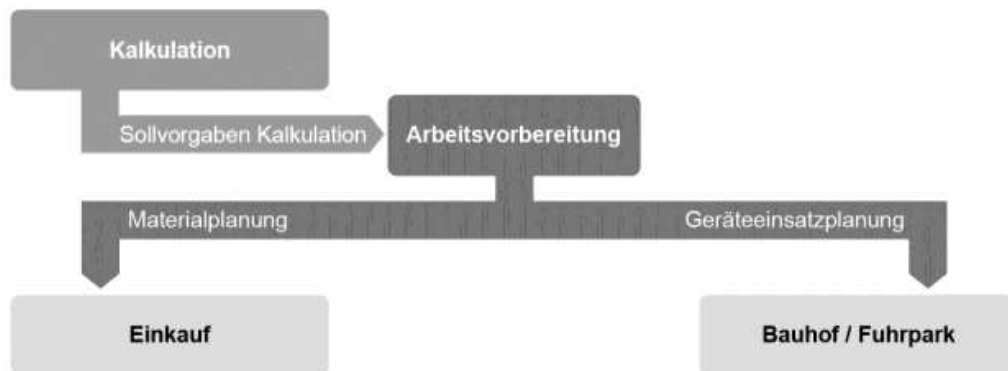 Kalkulation
Sollvorgaben Kalkulation
Arbeitsvorbereitung
Materialplanung
Geräteeinsatzplanung
Einkauf
Bauhof / Fuhrpark